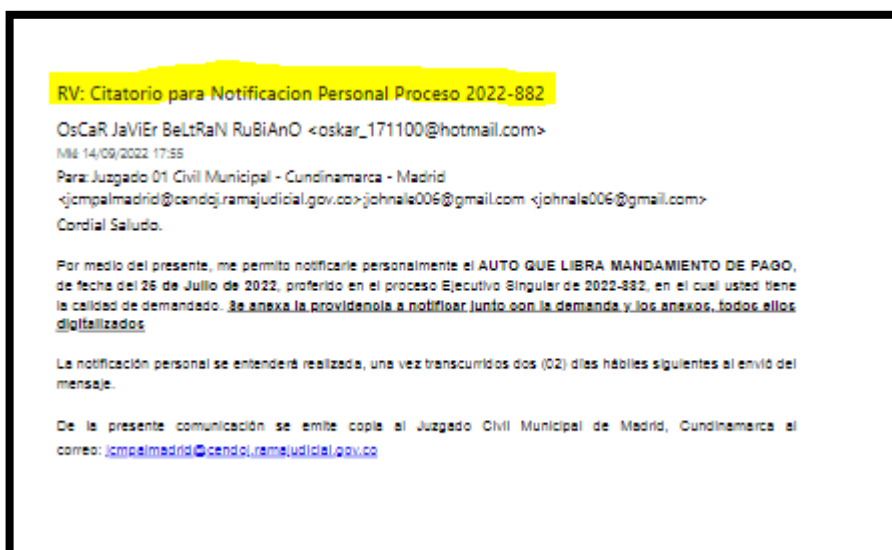 RV: Citatorio para Notificacion Personal Proceso 2022-882
OsCaR JaViEr BeLtRaN RuBiAnO <oskar_171100@hotmail.com>
Mié 14/09/2022 17:55
Para: Juzgado 01 Civil Municipal - Cundinamarca - Madrid
<jcmpalmadrid@cendoj.ramajudicial.gov.co>;johnale006@gmail.com <johnale006@gmail.com>
Cordial Saludo.
Por medio del presente, me permito notificarle personalmente el AUTO QUE LIBRA MANDAMIENTO DE PAGO,
de fecha del 25 de Julio de 2022, proferido en el proceso Ejecutivo Singular de 2022-882, en el cual usted tiene
la calidad de demandado. Se anexa la providencia a notificar junto con la demanda y los anexos, todos ellos
digitalizados
La notificación personal se entenderá realizada, una vez transcurridos dos (02) días hábiles siguientes al envió del
mensaje.
De la presente comunicación se emite copia al Juzgado Civil Municipal de Madrid, Cundinamarca al
correo: jcmpalmadrid@cendoj.ramajudicial.gov.co